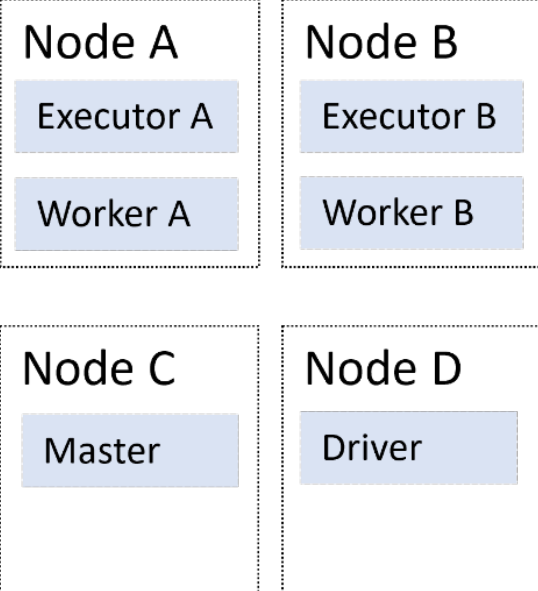 Node A
Executor A
Worker A
Node B
Executor B
Worker B
Node C
Master
Node D
Driver